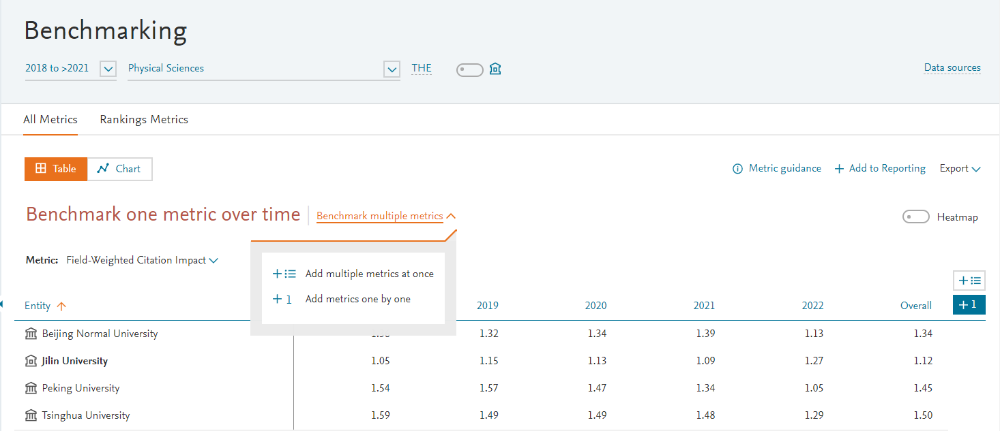 Benchmarking
2018 to >2021 Physical Sciences THE Data sources
All Metrics Rankings Metrics
Table Chart Metric guidance + Add to Reporting Export
Benchmark one metric over time Benchmark multiple metrics Heatmap
Metric: Field-Weighted Citation Impact
+ Add multiple metrics at once
+ 1 Add metrics one by one
+
+ 1
Entity 2019 2020 2021 2022 Overall
Beijing Normal University 1.32 1.34 1.39 1.13 1.34
Jilin University 1.05 1.15 1.13 1.09 1.27 1.12
Peking University 1.54 1.57 1.47 1.34 1.05 1.45
Tsinghua University 1.59 1.49 1.49 1.48 1.29 1.50